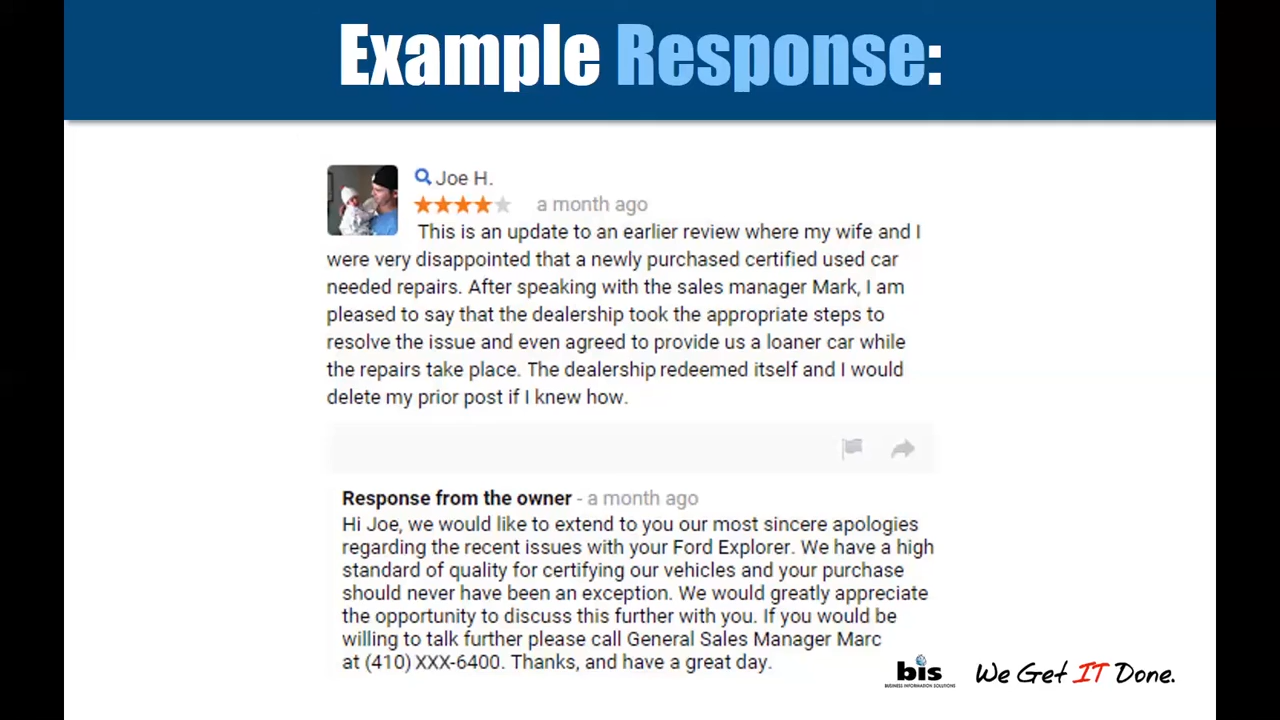 Example Response:
Joe H.
a month ago
This is an update to an earlier review where my wife and I
were very disappointed that a newly purchased certified used car
needed repairs. After speaking with the sales manager Mark, I am
pleased to say that the dealership took the appropriate steps to
resolve the issue and even agreed to provide us a loaner car while
the repairs take place. The dealership redeemed itself and I would
delete my prior post if I knew how.
Response from the owner - a month ago
Hi Joe, we would like to extend to you our most sincere apologies
regarding the recent issues with your Ford Explorer. We have a high
standard of quality for certifying our vehicles and your purchase
should never have been an exception. We would greatly appreciate
the opportunity to discuss this further with you. If you would be
willing to talk further please call General Sales Manager Marc
at (410) XXX-6400. Thanks, and have a great day.
bis
BUSINESS INFORMATION SOLUTIONS
We Get IT Done.